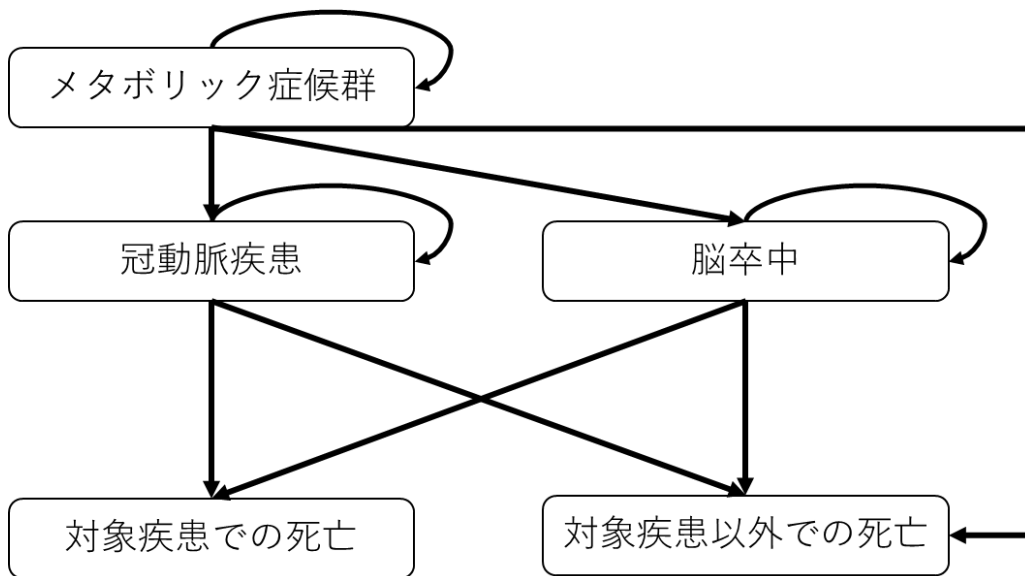 メタボリック症候群
冠動脈疾患
脳卒中
対象疾患での死亡
対象疾患以外での死亡